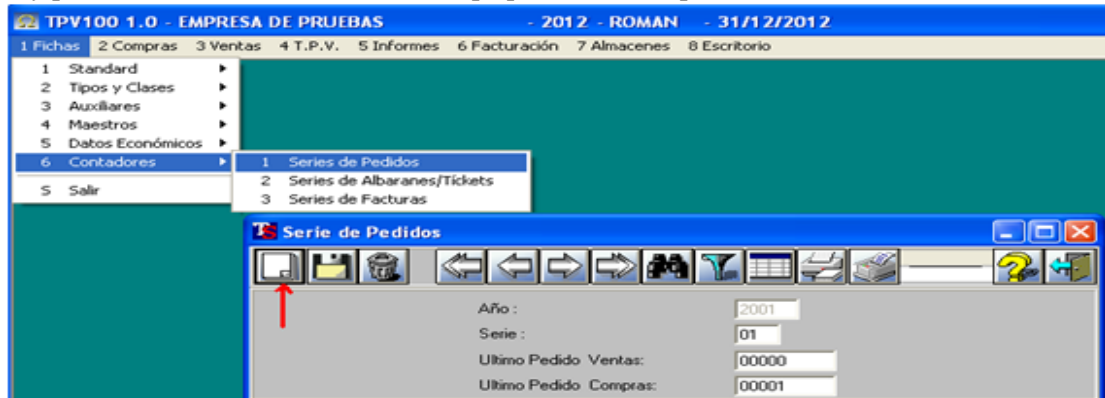 TPV100 1.0 - EMPRESA DE PRUEBAS - 2012 - ROMAN - 31/12/2012
1 Fichas 2 Compras 3 Ventas 4 T.P.V. 5 Informes 6 Facturación 7 Almacenes 8 Escritorio
1 Standard
2 Tipos y Clases
3 Auxiliares
4 Maestros
5 Datos Económicos
6 Contadores
S Salir
1 Series de Pedidos
2 Series de Albaranes/Tíckets
3 Series de Facturas
Serie de Pedidos
Año : 2001
Serie : 01
Ultimo Pedido Ventas: 00000
Ultimo Pedido Compras: 00001